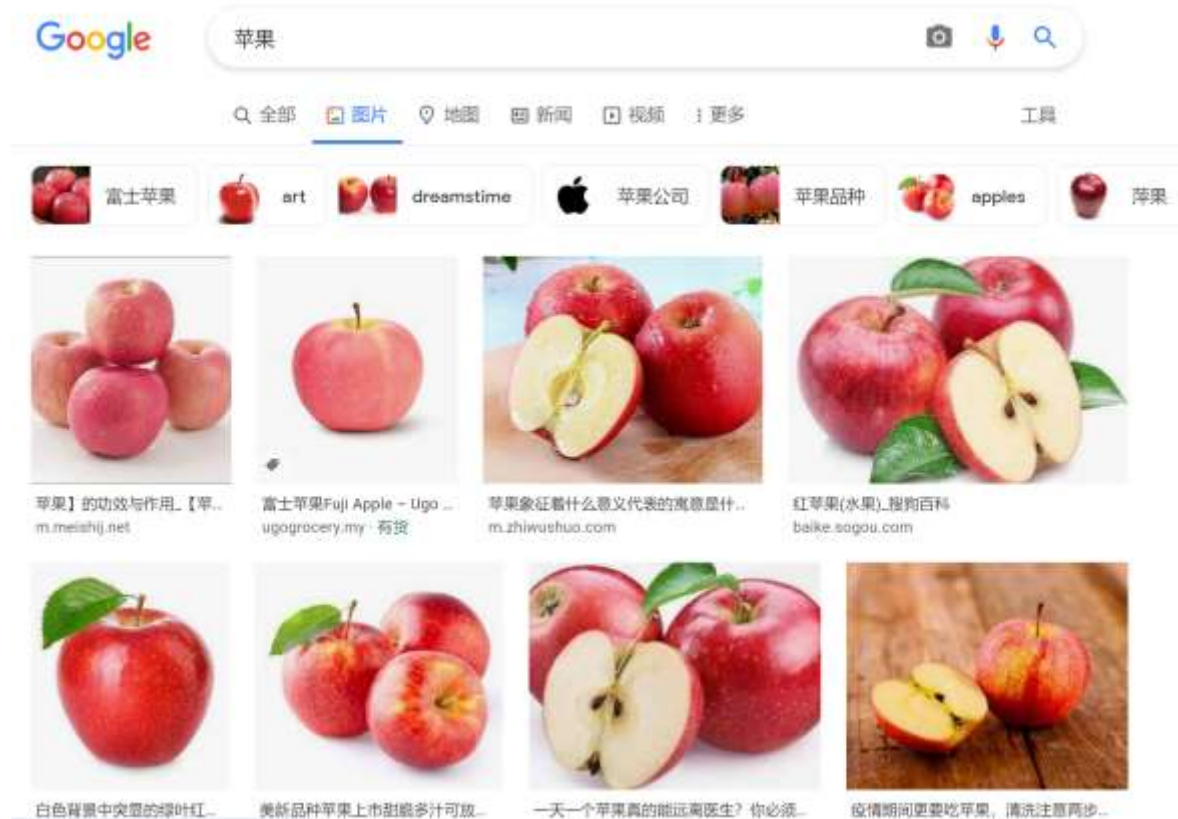 Google
苹果
全部 图片 地图 新闻 视频 更多 工具
富士苹果 art dreamstime 苹果公司 苹果品种 apples 萍果
苹果】的功效与作用_【苹...
m.meishij.net
富士苹果Fuji Apple – Ugo ...
ugogrocery.my · 有货
苹果象征着什么意义代表的寓意是什...
m.zhiwushuo.com
红苹果(水果)_搜狗百科
baike.sogou.com
白色背景中突显的绿叶红...
美新品种苹果上市甜脆多汁可放...
一天一个苹果真的能远离医生？你必须...
疫情期间更要吃苹果，清洗注意两步...